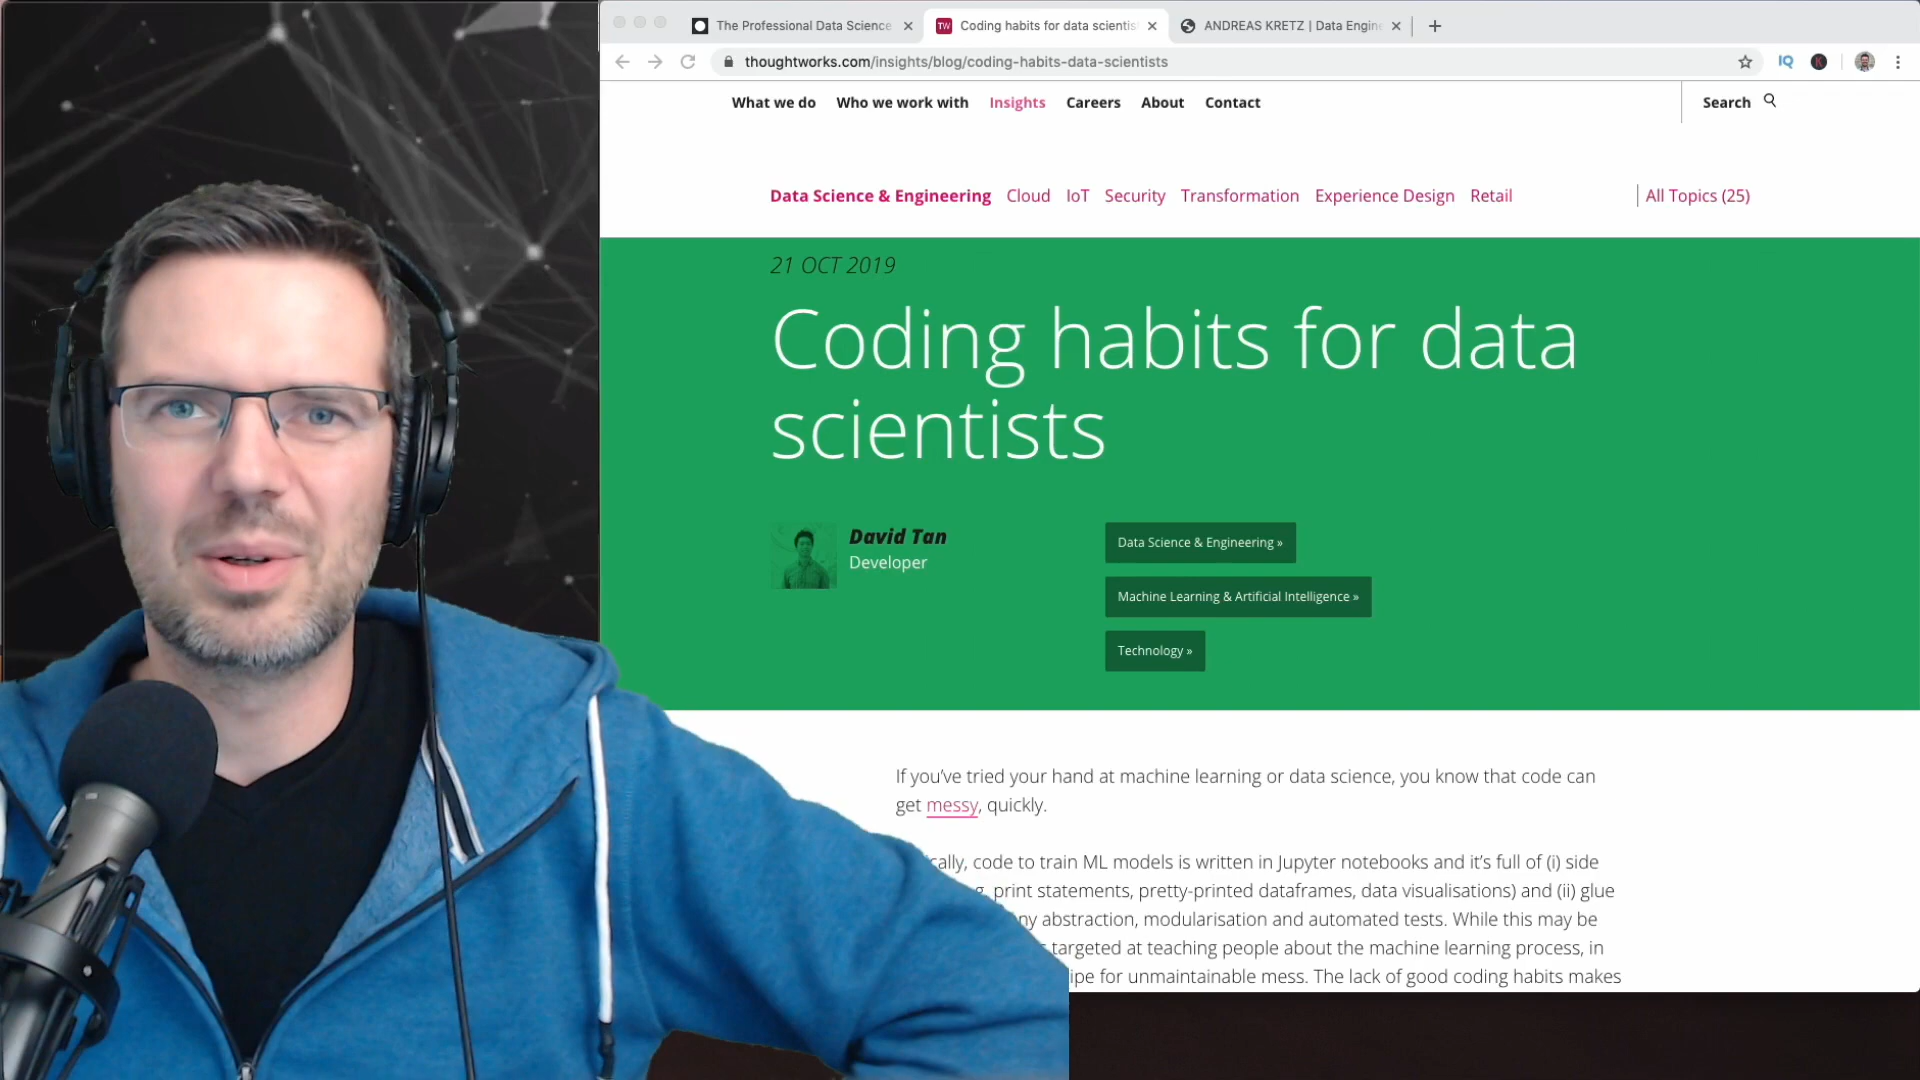 The Professional Data Science
TW
Coding habits for data scientis
ANDREAS KRETZ | Data Engine
thoughtworks.com/insights/blog/coding-habits-data-scientists
IQ
K
What we do Who we work with Insights Careers About Contact
Search
Data Science & Engineering Cloud IoT Security Transformation Experience Design Retail
All Topics (25)
21 OCT 2019
Coding habits for data
scientists
David Tan
Developer
Data Science & Engineering »
Machine Learning & Artificial Intelligence »
Technology »
If you've tried your hand at machine learning or data science, you know that code can
get messy, quickly.
cally, code to train ML models is written in Jupyter notebooks and it's full of (i) side
g. print statements, pretty-printed dataframes, data visualisations) and (ii) glue
ny abstraction, modularisation and automated tests. While this may be
targeted at teaching people about the machine learning process, in
ipe for unmaintainable mess. The lack of good coding habits makes